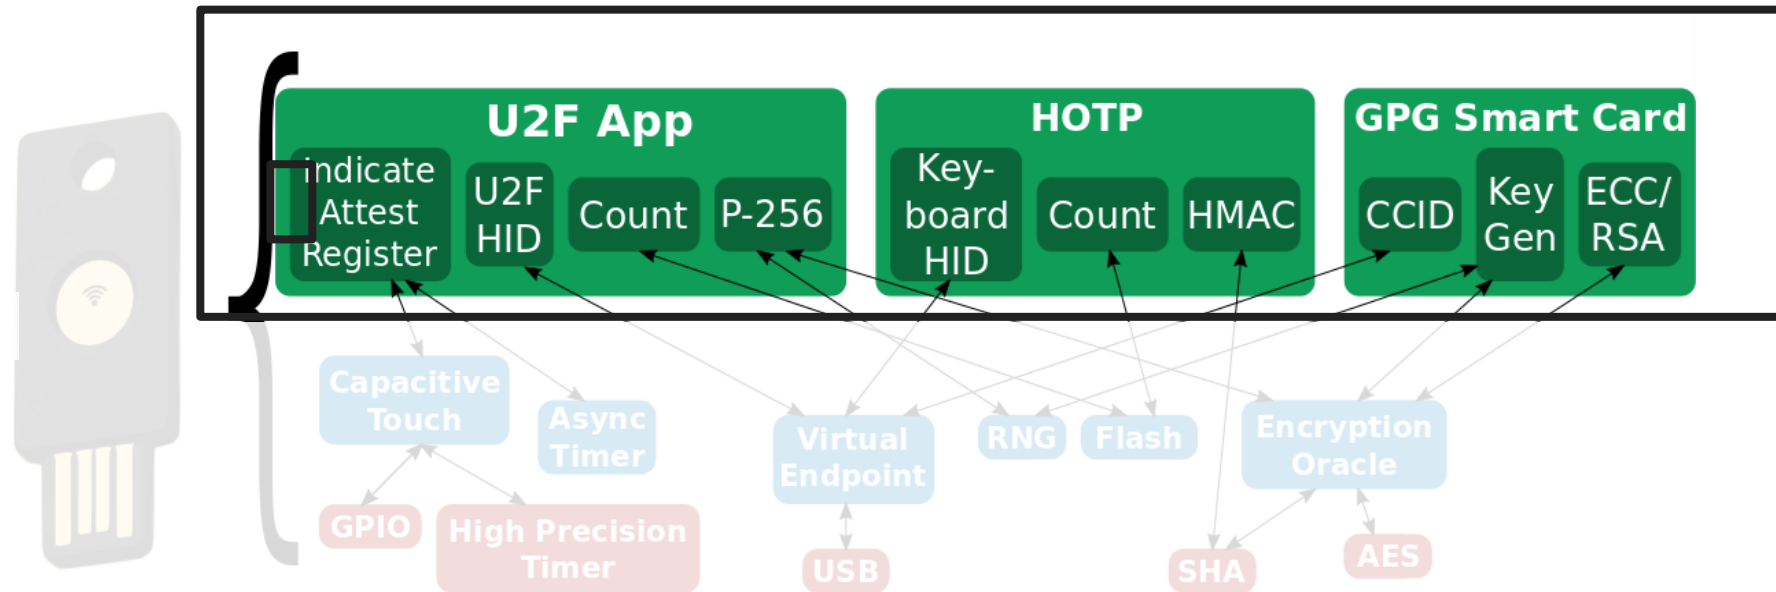 U2F App
Indicate
Attest
Register
U2F
HID
Count
P-256
HOTP
Key-
board
HID
Count
HMAC
GPG Smart Card
CCID
Key
Gen
ECC/
RSA
Capacitive
Touch
Async
Timer
Virtual
Endpoint
RNG
Flash
Encryption
Oracle
GPIO
High Precision
Timer
USB
SHA
AES